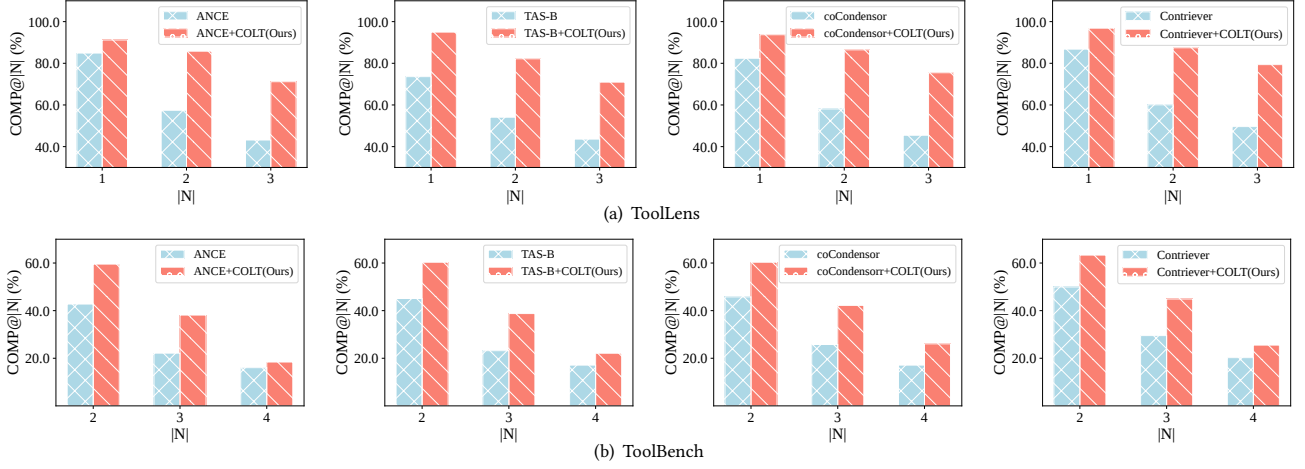 ANCE
ANCE+COLT(Ours)
COMP@|N| (%)
100.0
80.0
60.0
40.0
1 2 3
|N|
TAS-B
TAS-B+COLT(Ours)
COMP@|N| (%)
100.0
80.0
60.0
40.0
1 2 3
|N|
coCondensor
coCondensor+COLT(Ours)
COMP@|N| (%)
100.0
80.0
60.0
40.0
1 2 3
|N|
Contriever
Contriever+COLT(Ours)
COMP@|N| (%)
100.0
80.0
60.0
40.0
1 2 3
|N|
(a) ToolLens
ANCE
ANCE+COLT(Ours)
COMP@|N| (%)
60.0
40.0
20.0
2 3 4
|N|
TAS-B
TAS-B+COLT(Ours)
COMP@|N| (%)
60.0
40.0
20.0
2 3 4
|N|
coCondensor
coCondensorr+COLT(Ours)
COMP@|N| (%)
60.0
40.0
20.0
2 3 4
|N|
Contriever
Contriever+COLT(Ours)
COMP@|N| (%)
60.0
40.0
20.0
2 3 4
|N|
(b) ToolBench